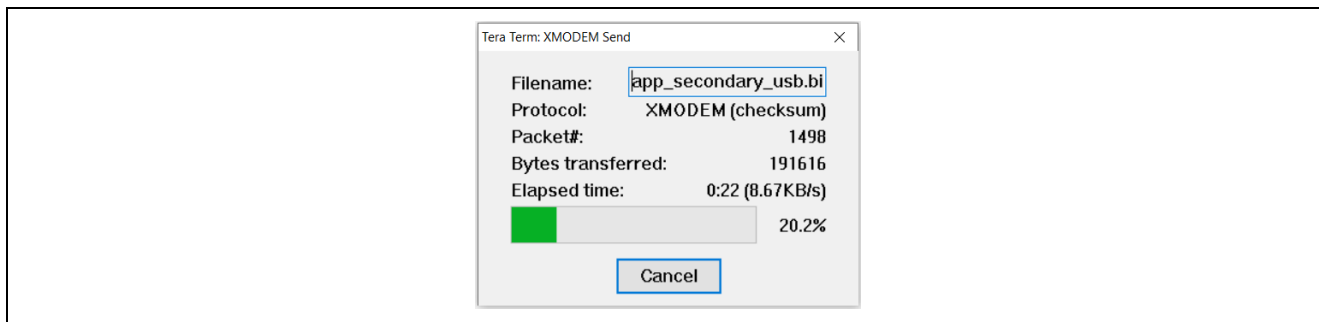 Tera Term: XMODEM Send
Filename: app_secondary_usb.bi
Protocol: XMODEM (checksum)
Packet#: 1498
Bytes transferred: 191616
Elapsed time: 0:22 (8.67KB/s)
20.2%
Cancel